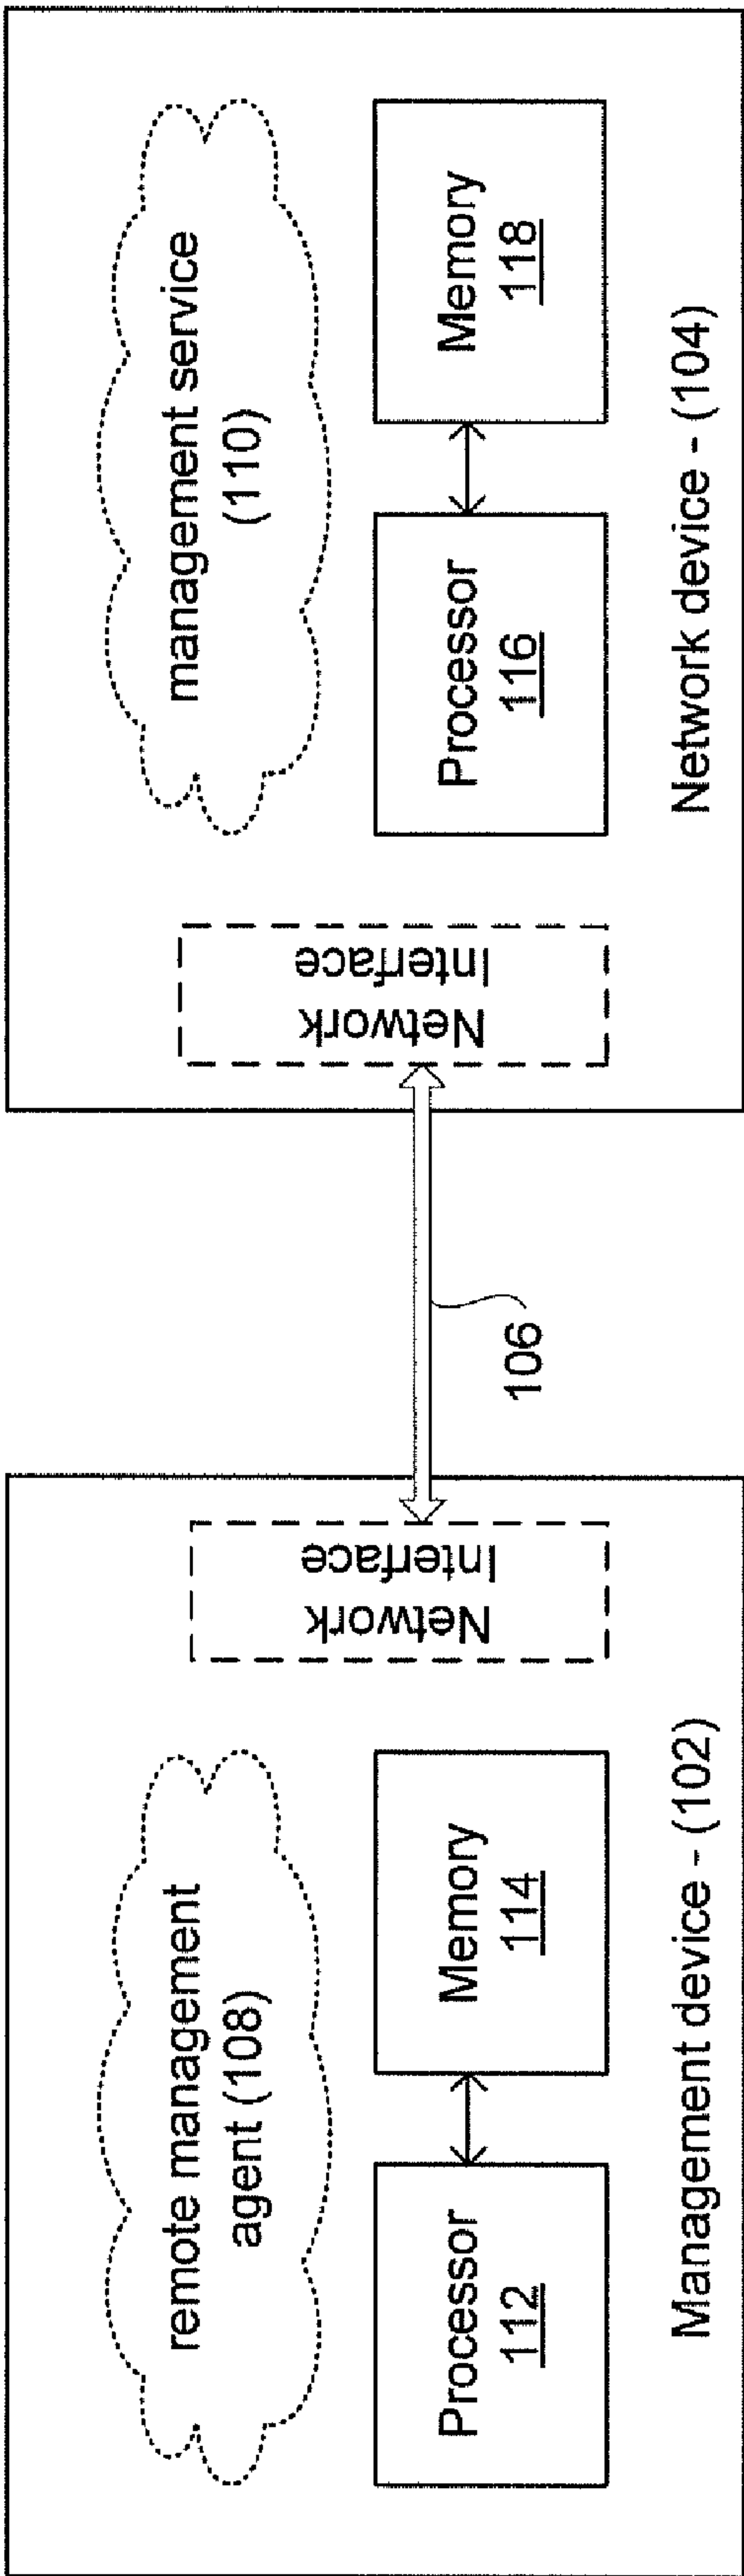 remote management
agent (108)
Processor
112
Memory
114
Network
Interface
Management device - (102)
106
management service
(110)
Network
Interface
Processor
116
Memory
118
Network device - (104)